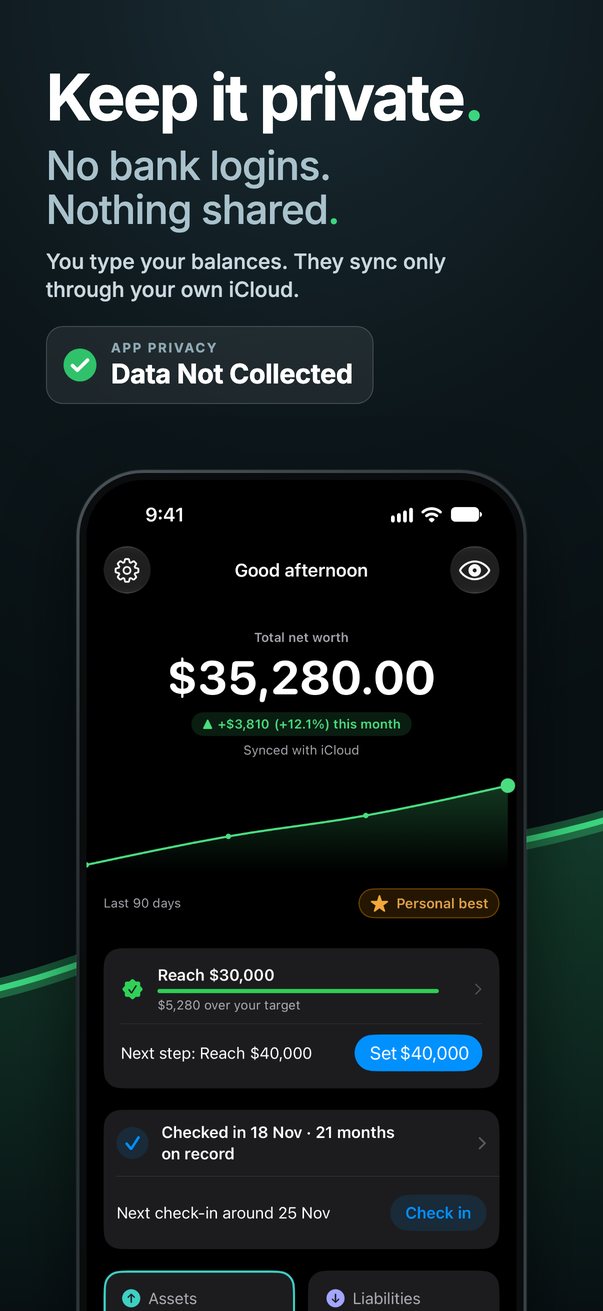 Keep it private.
No bank logins.
Nothing shared.
You type your balances. They sync only
through your own iCloud.
APP PRIVACY
Data Not Collected
9:41
Good afternoon
Total net worth
$35,280.00
▲ +$3,810 (+12.1%) this month
Synced with iCloud
Last 90 days
Personal best
Reach $30,000
$5,280 over your target
Next step: Reach $40,000
Set $40,000
Checked in 18 Nov · 21 months
on record
Next check-in around 25 Nov
Check in
Assets
Liabilities